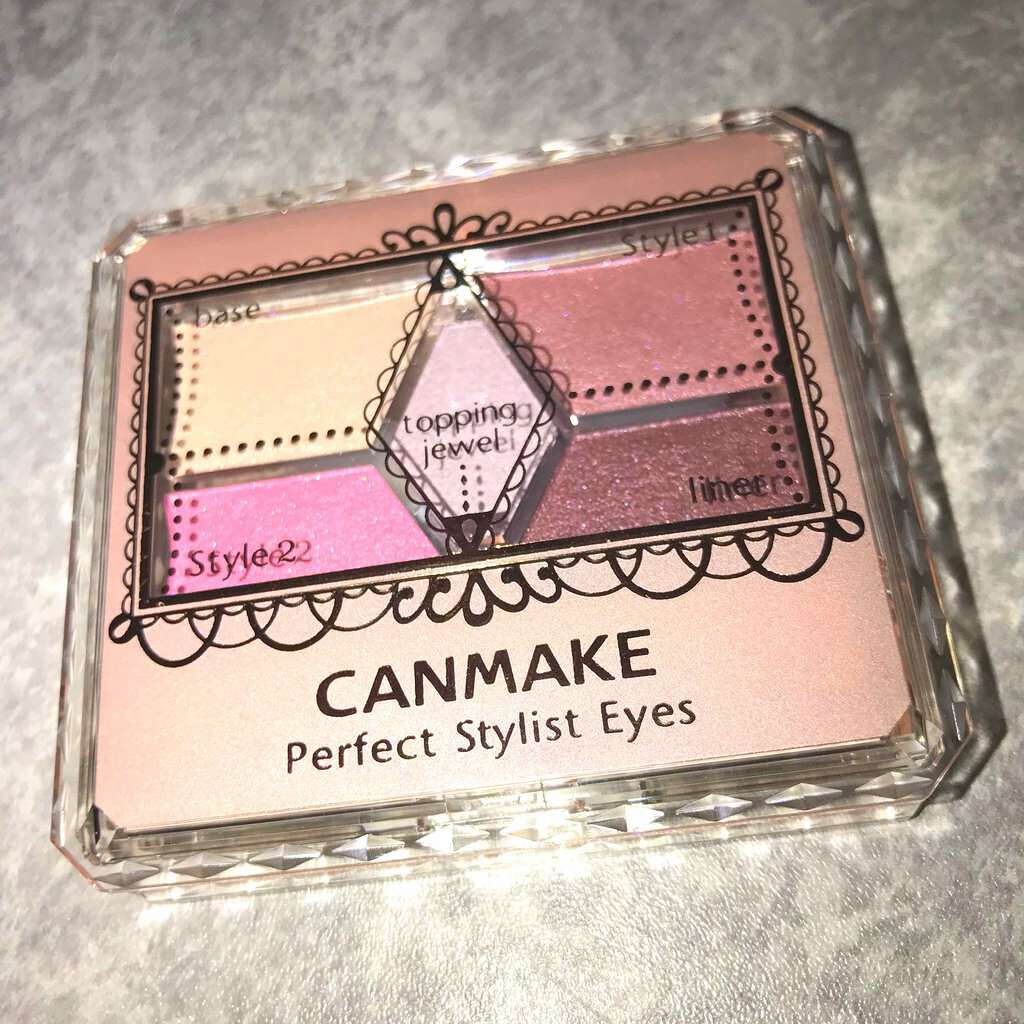 base
Style1
topping
jewel
Style2
liner
CANMAKE
Perfect Stylist Eyes